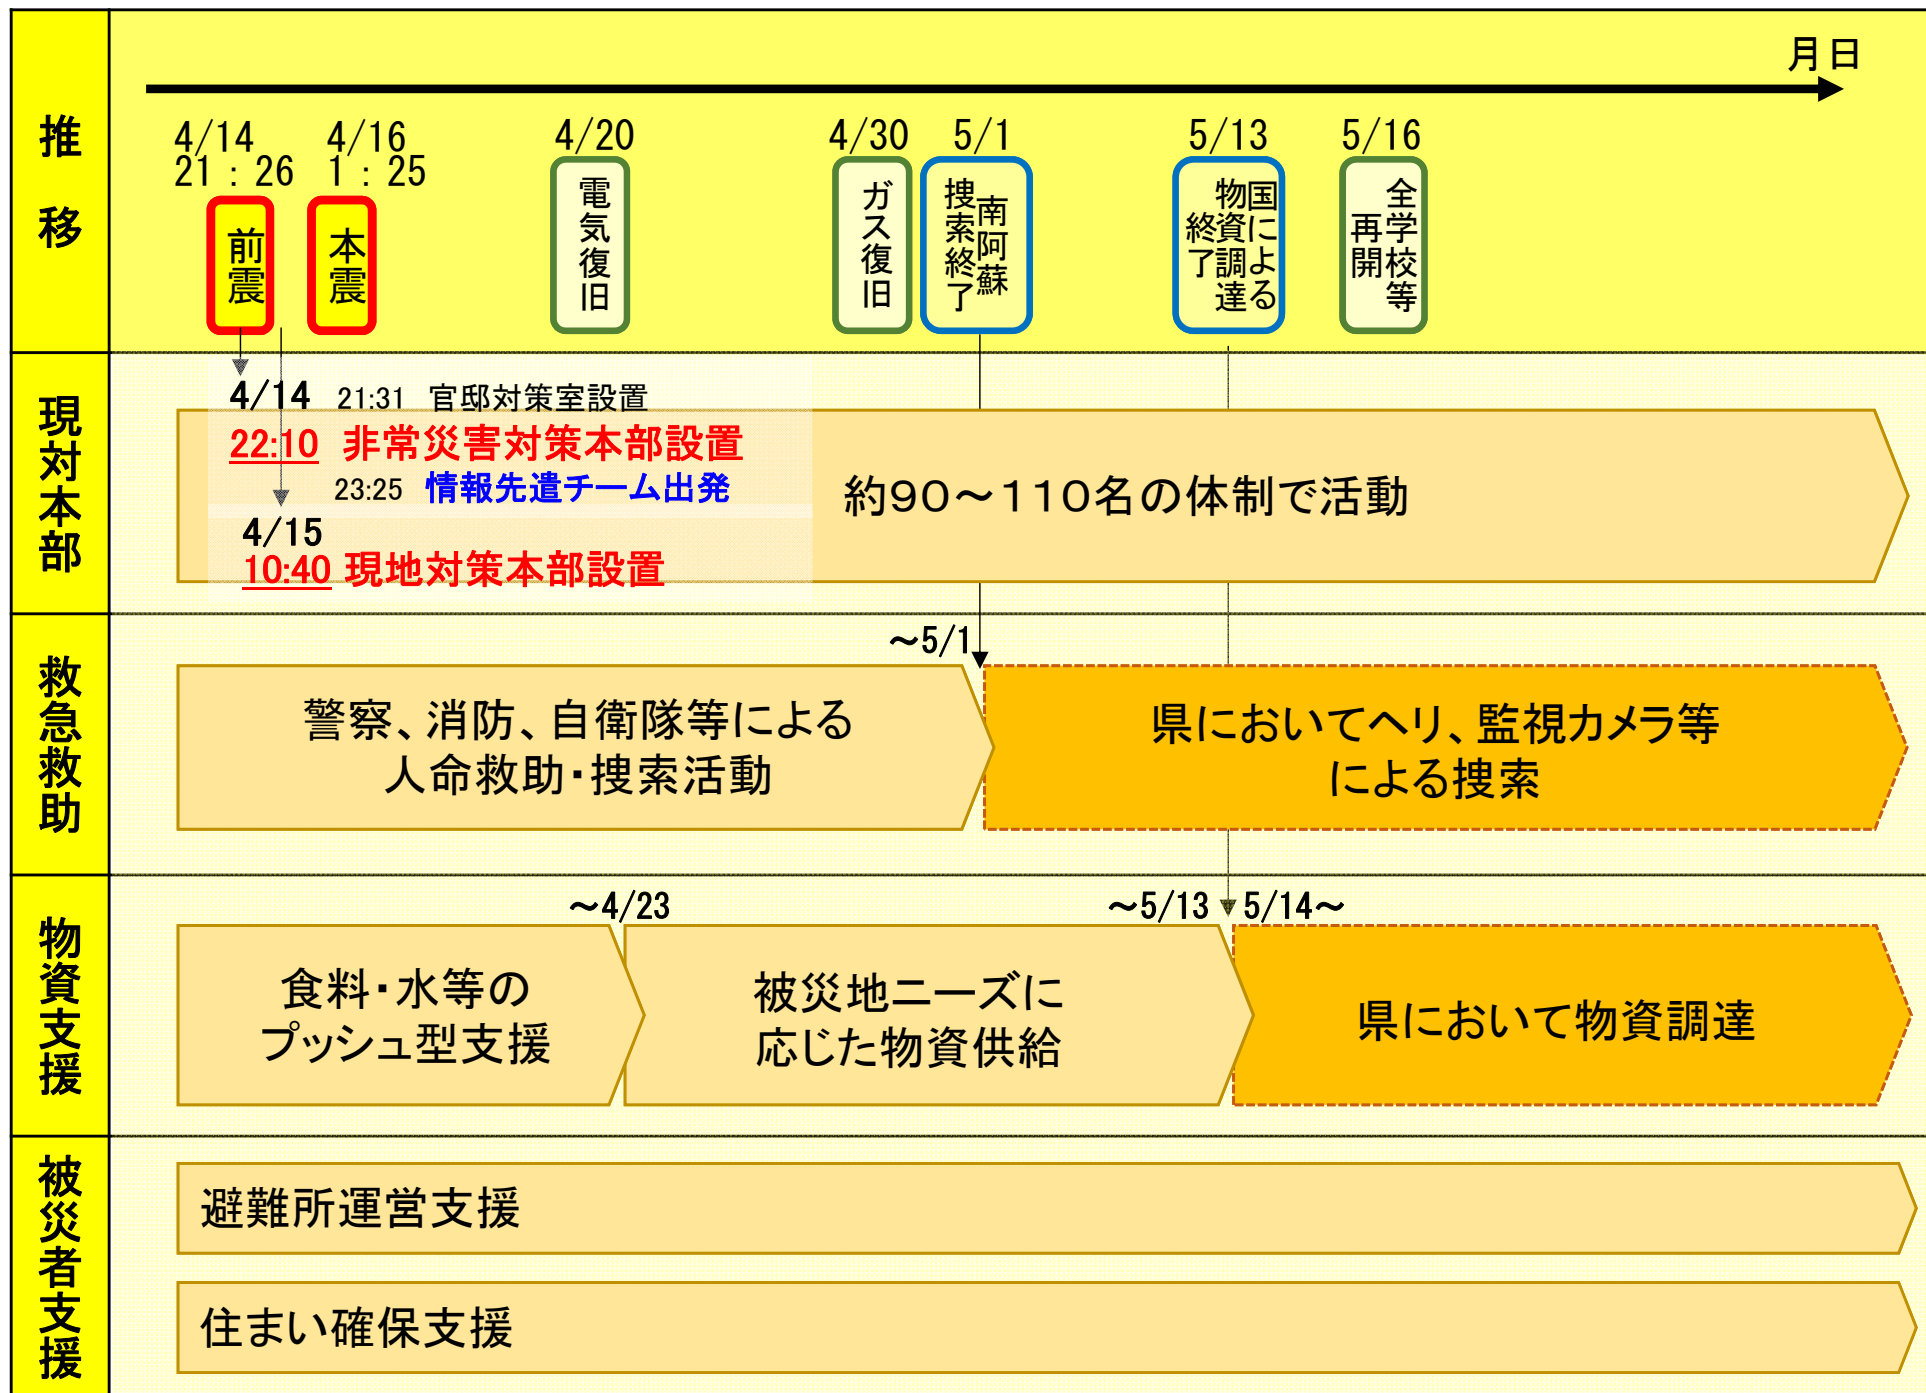 月日
推移
4/14
21：26
前震
4/16
1：25
本震
4/20
電気復旧
4/30
ガス復旧
5/1
南阿蘇
捜索終了
5/13
国による
物資調達
終了
5/16
全学校等
再開
現対本部
4/14 21:31 官邸対策室設置
22:10 非常災害対策本部設置
23:25 情報先遣チーム出発
4/15
10:40 現地対策本部設置
約90～110名の体制で活動
救急救助
～5/1
警察、消防、自衛隊等による
人命救助・捜索活動
県においてヘリ、監視カメラ等
による捜索
物資支援
～4/23
～5/13
5/14～
食料・水等の
プッシュ型支援
被災地ニーズに
応じた物資供給
県において物資調達
被災者支援
避難所運営支援
住まい確保支援